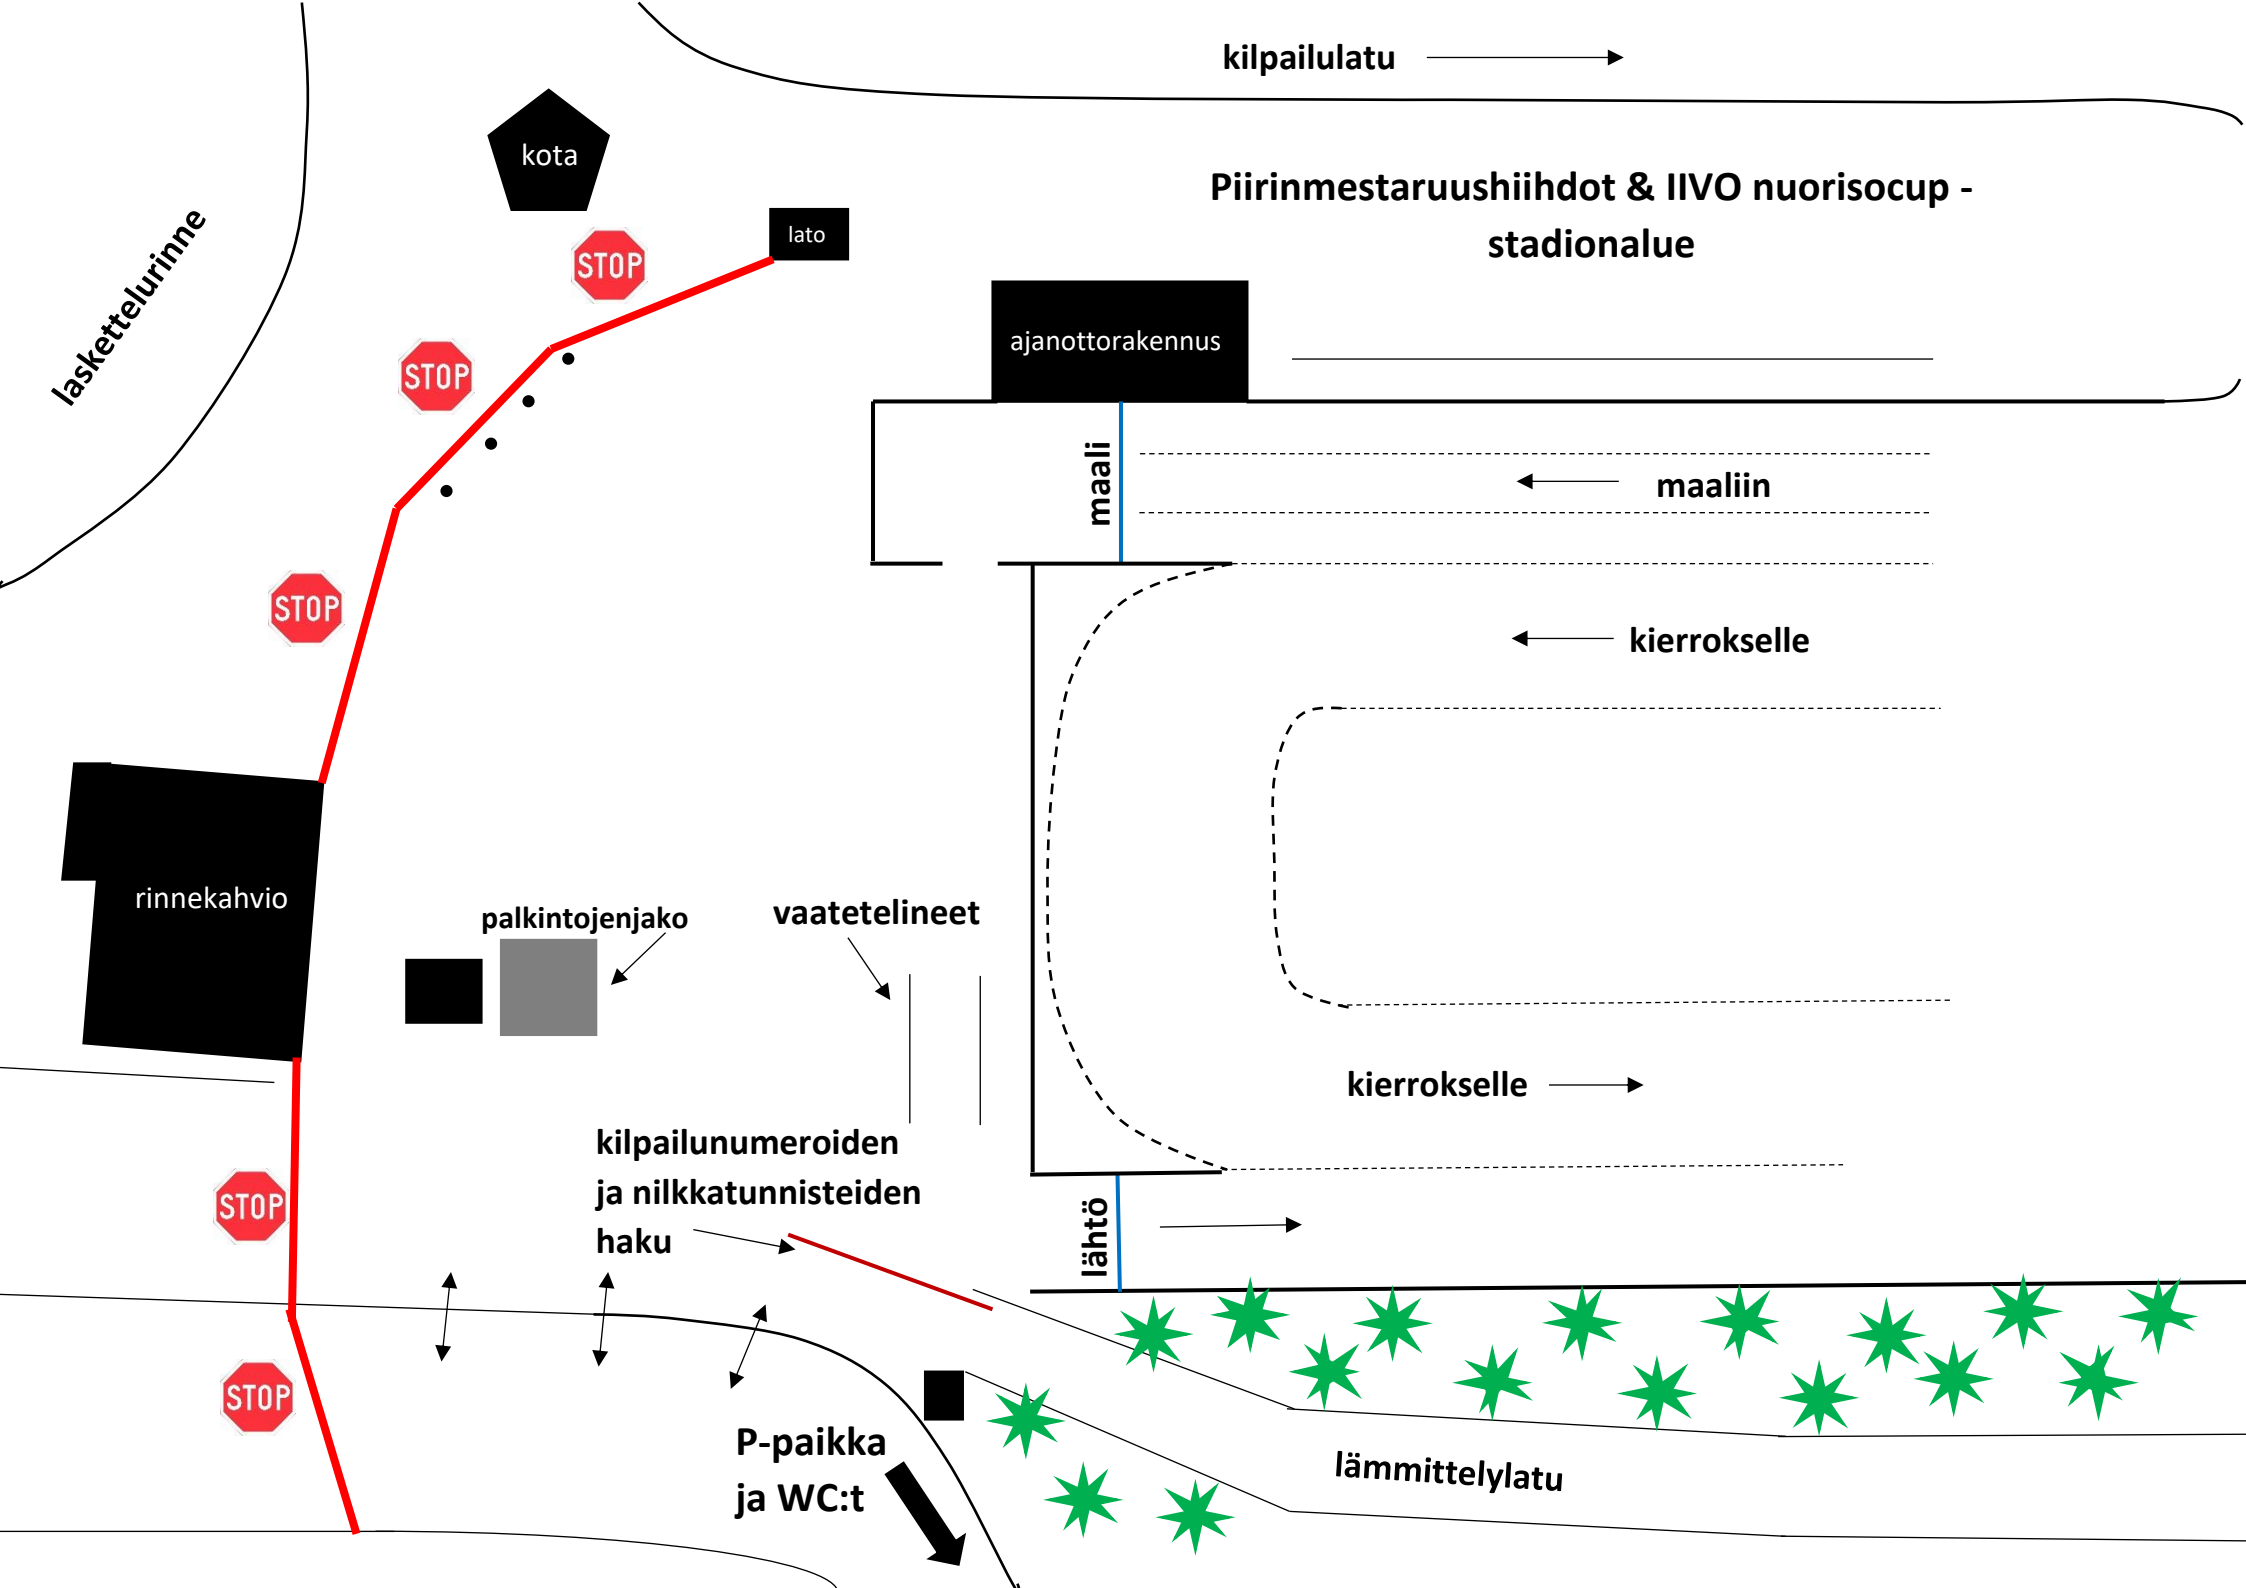 kilpailulatu
kota
Piirinmestaruushiihdot & IIVO nuorisocup -
stadionalue
lato
STOP
laskettelurinne
ajanottorakennus
STOP
maali
maaliin
STOP
kierrokselle
rinnekahvio
palkintojenjako
vaatetelineet
kierrokselle
kilpailunumeroiden
ja nilkkatunnisteiden
haku
STOP
lähtö
STOP
P-paikka
ja WC:t
lämmittelylatu